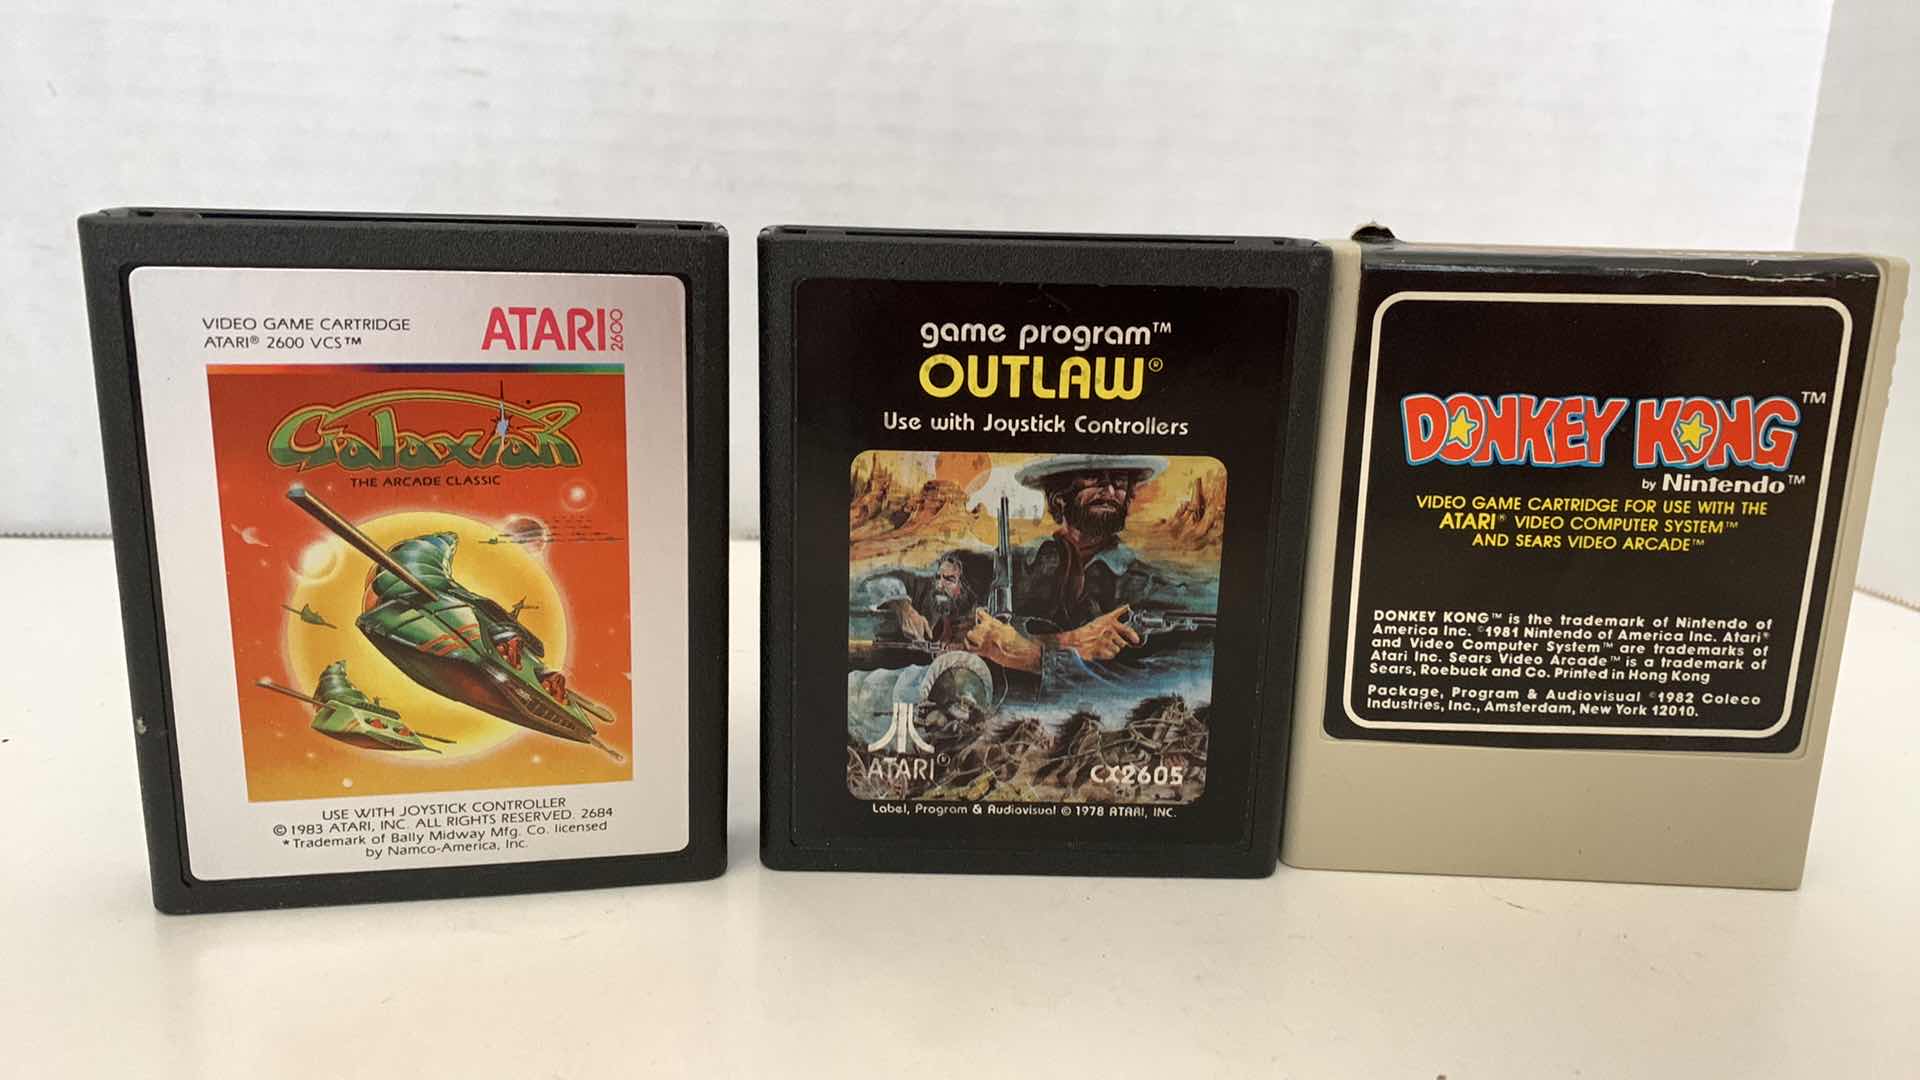 VIDEO GAME CARTRIDGE
ATARI® 2600 VCS™
ATARI 2600
Galaxian
THE ARCADE CLASSIC
USE WITH JOYSTICK CONTROLLER
© 1983 ATARI, INC. ALL RIGHTS RESERVED. 2684
*Trademark of Bally Midway Mfg. Co. licensed
by Namco-America, Inc.
game program™
OUTLAW®
Use with Joystick Controllers
ATARI®
CX2605
Label, Program & Audiovisual © 1978 ATARI, INC.
DONKEY KONG™
by Nintendo™
VIDEO GAME CARTRIDGE FOR USE WITH THE
ATARI® VIDEO COMPUTER SYSTEM™
AND SEARS VIDEO ARCADE™
DONKEY KONG™ is the trademark of Nintendo of
America Inc. ©1981 Nintendo of America Inc. Atari®
and Video Computer System™ are trademarks of
Atari Inc. Sears Video Arcade™ is a trademark of
Sears, Roebuck and Co. Printed in Hong Kong
Package, Program & Audiovisual ©1982 Coleco
Industries, Inc., Amsterdam, New York 12010.